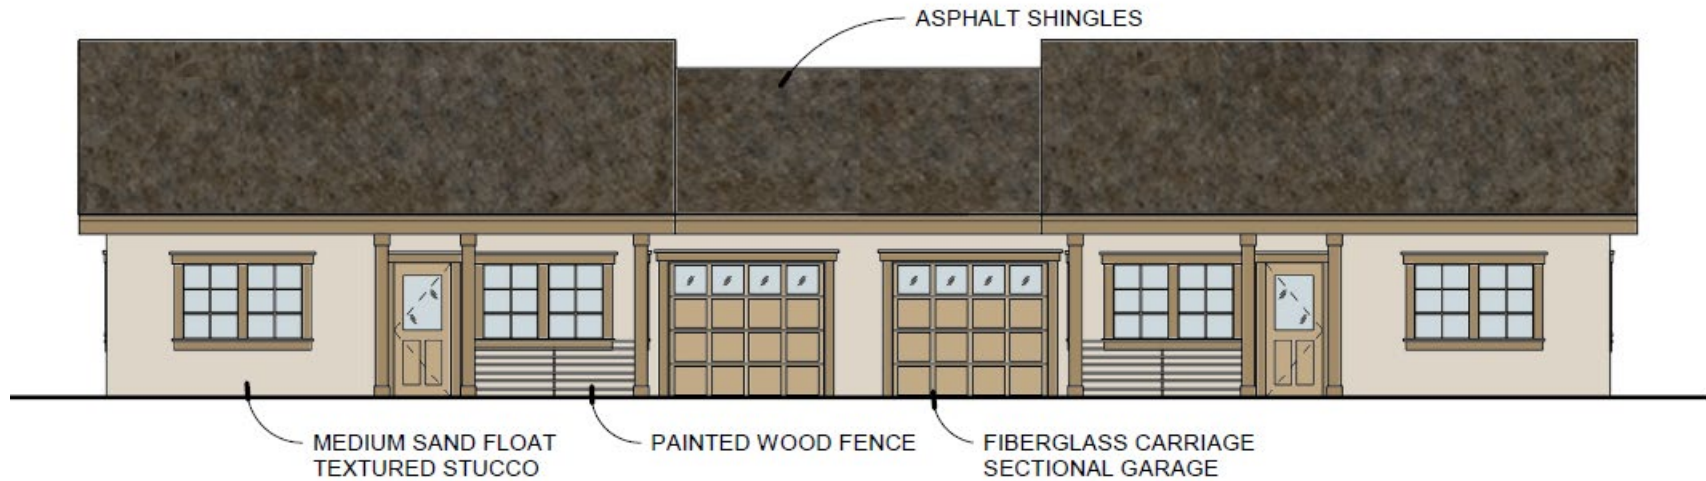 ASPHALT SHINGLES
MEDIUM SAND FLOAT
TEXTURED STUCCO
PAINTED WOOD FENCE
FIBERGLASS CARRIAGE
SECTIONAL GARAGE